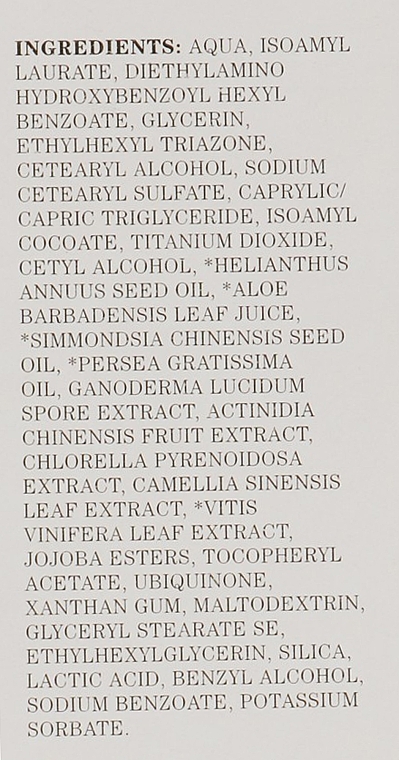 INGREDIENTS: AQUA, ISOAMYL
LAURATE, DIETHYLAMINO
HYDROXYBENZOYL HEXYL
BENZOATE, GLYCERIN,
ETHYLHEXYL TRIAZONE,
CETEARYL ALCOHOL, SODIUM
CETEARYL SULFATE, CAPRYLIC/
CAPRIC TRIGLYCERIDE, ISOAMYL
COCOATE, TITANIUM DIOXIDE,
CETYL ALCOHOL, *HELIANTHUS
ANNUUS SEED OIL, *ALOE
BARBADENSIS LEAF JUICE,
*SIMMONDSIA CHINENSIS SEED
OIL, *PERSEA GRATISSIMA
OIL, GANODERMA LUCIDUM
SPORE EXTRACT, ACTINIDIA
CHINENSIS FRUIT EXTRACT,
CHLORELLA PYRENOIDOSA
EXTRACT, CAMELLIA SINENSIS
LEAF EXTRACT, *VITIS
VINIFERA LEAF EXTRACT,
JOJOBA ESTERS, TOCOPHERYL
ACETATE, UBIQUINONE,
XANTHAN GUM, MALTODEXTRIN,
GLYCERYL STEARATE SE,
ETHYLHEXYLGLYCERIN, SILICA,
LACTIC ACID, BENZYL ALCOHOL,
SODIUM BENZOATE, POTASSIUM
SORBATE.